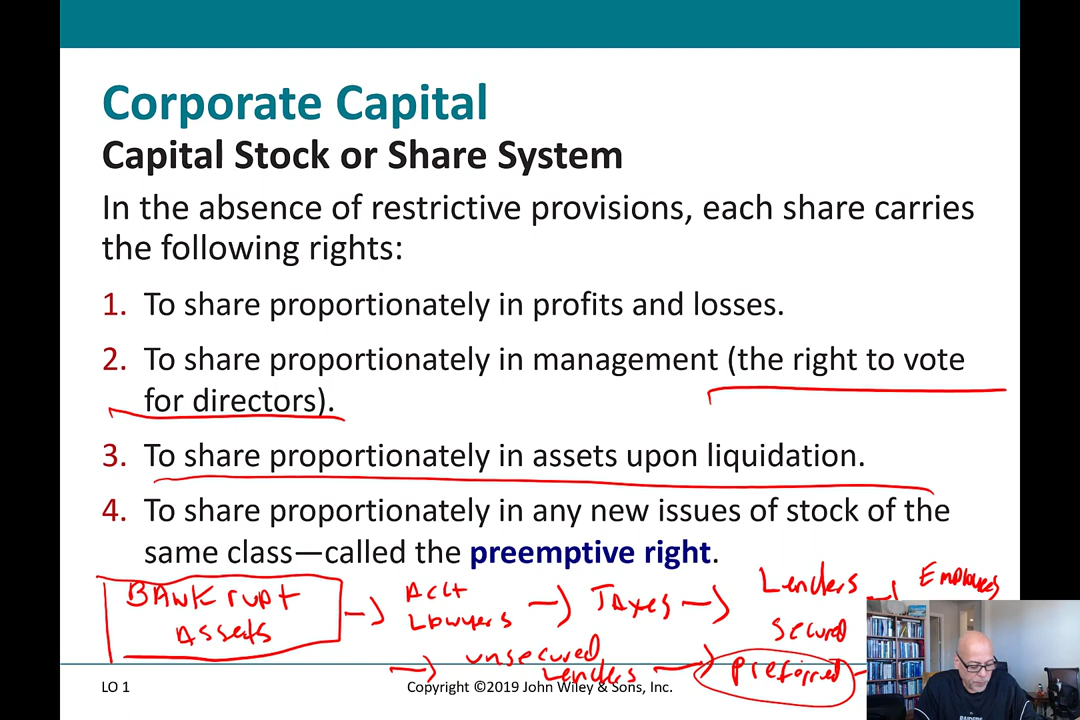 Corporate Capital
Capital Stock or Share System
In the absence of restrictive provisions, each share carries
the following rights:
1. To share proportionately in profits and losses.
2. To share proportionately in management (the right to vote
for directors).
3. To share proportionately in assets upon liquidation.
4. To share proportionately in any new issues of stock of the
same class—called the preemptive right.
BANKrupt
Assets
Acct
Lawyers
TAxes
Lenders
secured
Employees
unsecured
Lenders
preferred
LO 1
Copyright ©2019 John Wiley & Sons, Inc.